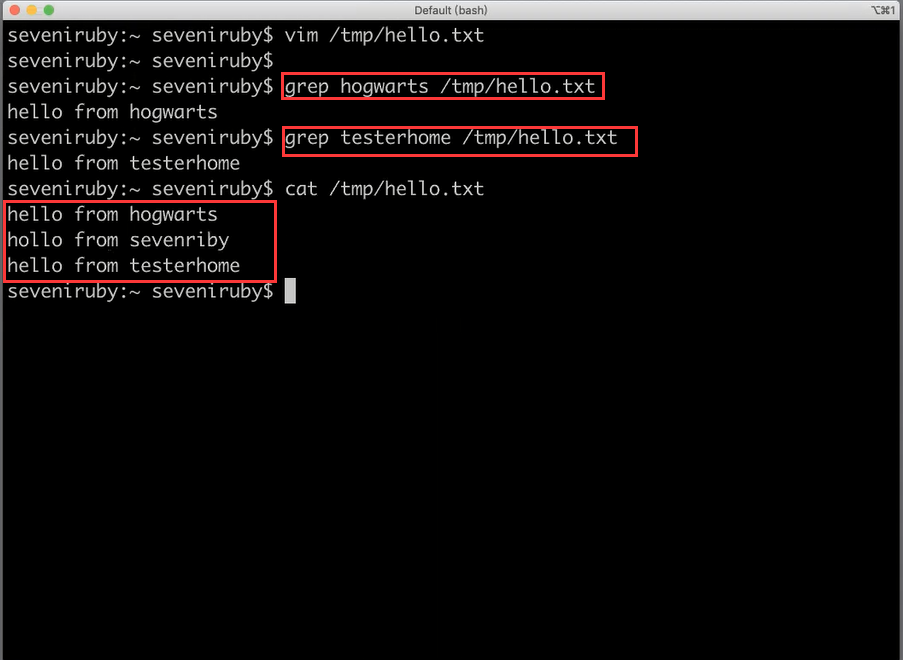 Default (bash)
⌥⌘1
seveniruby:~ seveniruby$ vim /tmp/hello.txt
seveniruby:~ seveniruby$
seveniruby:~ seveniruby$ grep hogwarts /tmp/hello.txt
hello from hogwarts
seveniruby:~ seveniruby$ grep testerhome /tmp/hello.txt
hello from testerhome
seveniruby:~ seveniruby$ cat /tmp/hello.txt
hello from hogwarts
hollo from sevenriby
hello from testerhome
seveniruby:~ seveniruby$